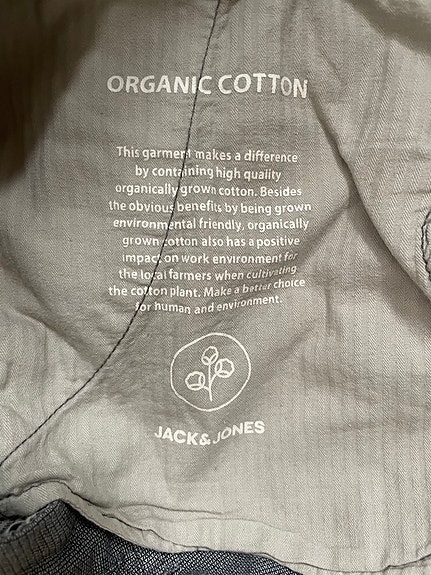 ORGANIC COTTON
This garment makes a difference
by containing high quality
organically grown cotton. Besides
the obvious benefits by being grown
environmental friendly, organically
grown cotton also has a positive
impact on work environment for
the local farmers when cultivating
the cotton plant. Make a better choice
for human and environment.
JACK & JONES